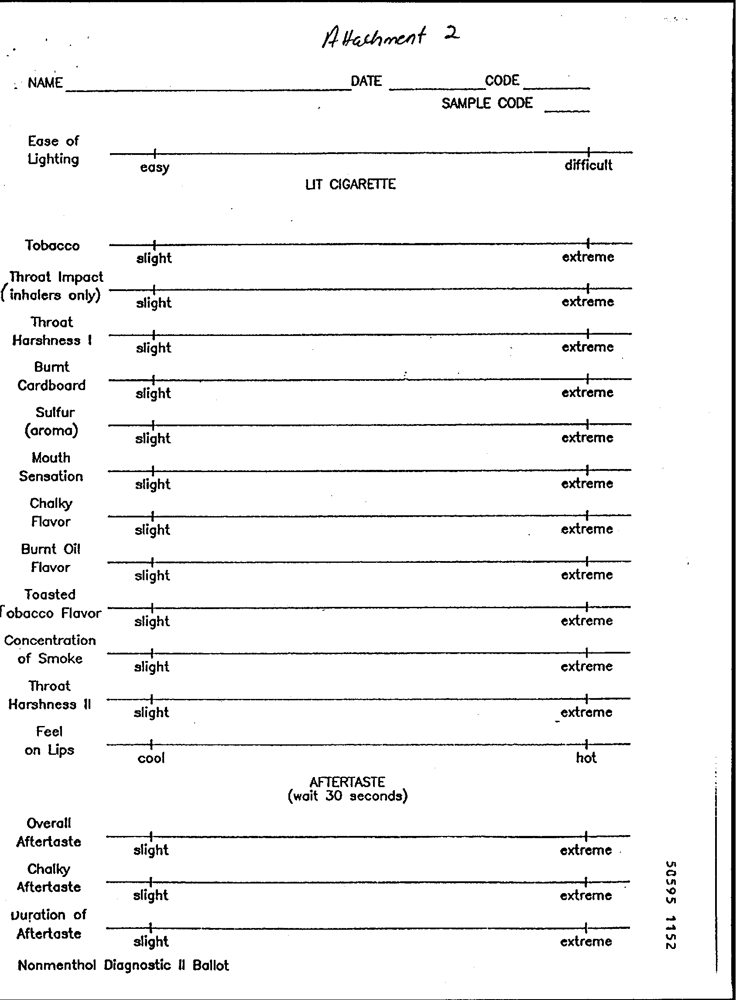 Attachment 2
NAME DATE CODE
SAMPLE CODE
Ease of
Lighting
easy difficult
LIT CIGARETTE
Tobacco
slight extreme
Throat Impact
(inhalers only)
slight extreme
Throat
Harshness I
slight extreme
Burnt
Cardboard
slight extreme
Sulfur
(aroma)
slight extreme
Mouth
Sensation
slight extreme
Chalky
Flavor
slight extreme
Burnt Oil
Flavor
slight extreme
Toasted
Tobacco Flavor
slight extreme
Concentration
of Smoke
slight extreme
Throat
Harshness II
slight extreme
Feel
on Lips
cool hot
AFTERTASTE
(wait 30 seconds)
Overall
Aftertaste
slight extreme
Chalky
Aftertaste
slight extreme
Duration of
Aftertaste
slight extreme
Nonmenthol Diagnostic II Ballot
50595 1152